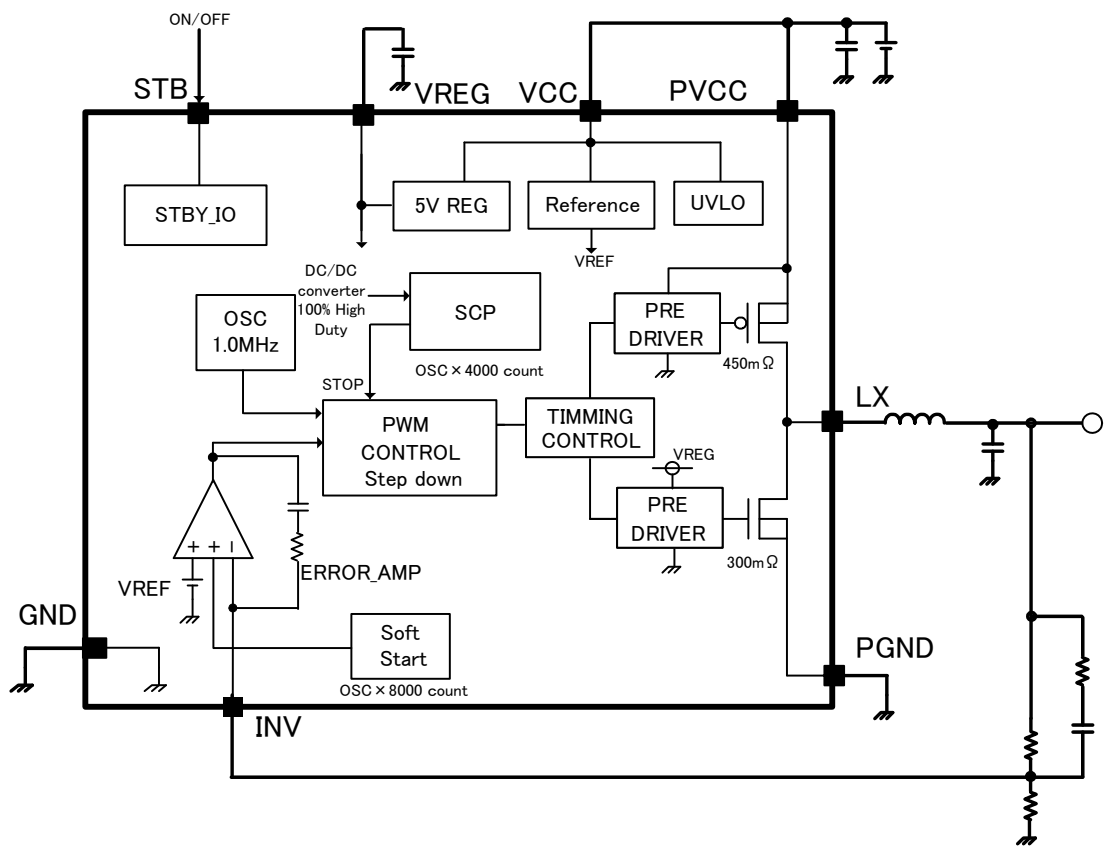 ON/OFF
STB
VREG
VCC
PVCC
STBY_IO
5V REG
Reference
UVLO
VREF
DC/DC
converter
100% High
Duty
OSC
1.0MHz
SCP
OSC×4000 count
STOP
PRE
DRIVER
450mΩ
LX
PWM
CONTROL
Step down
TIMMING
CONTROL
VREG
PRE
DRIVER
300mΩ
+ + −
VREF
ERROR_AMP
GND
Soft
Start
OSC×8000 count
PGND
INV